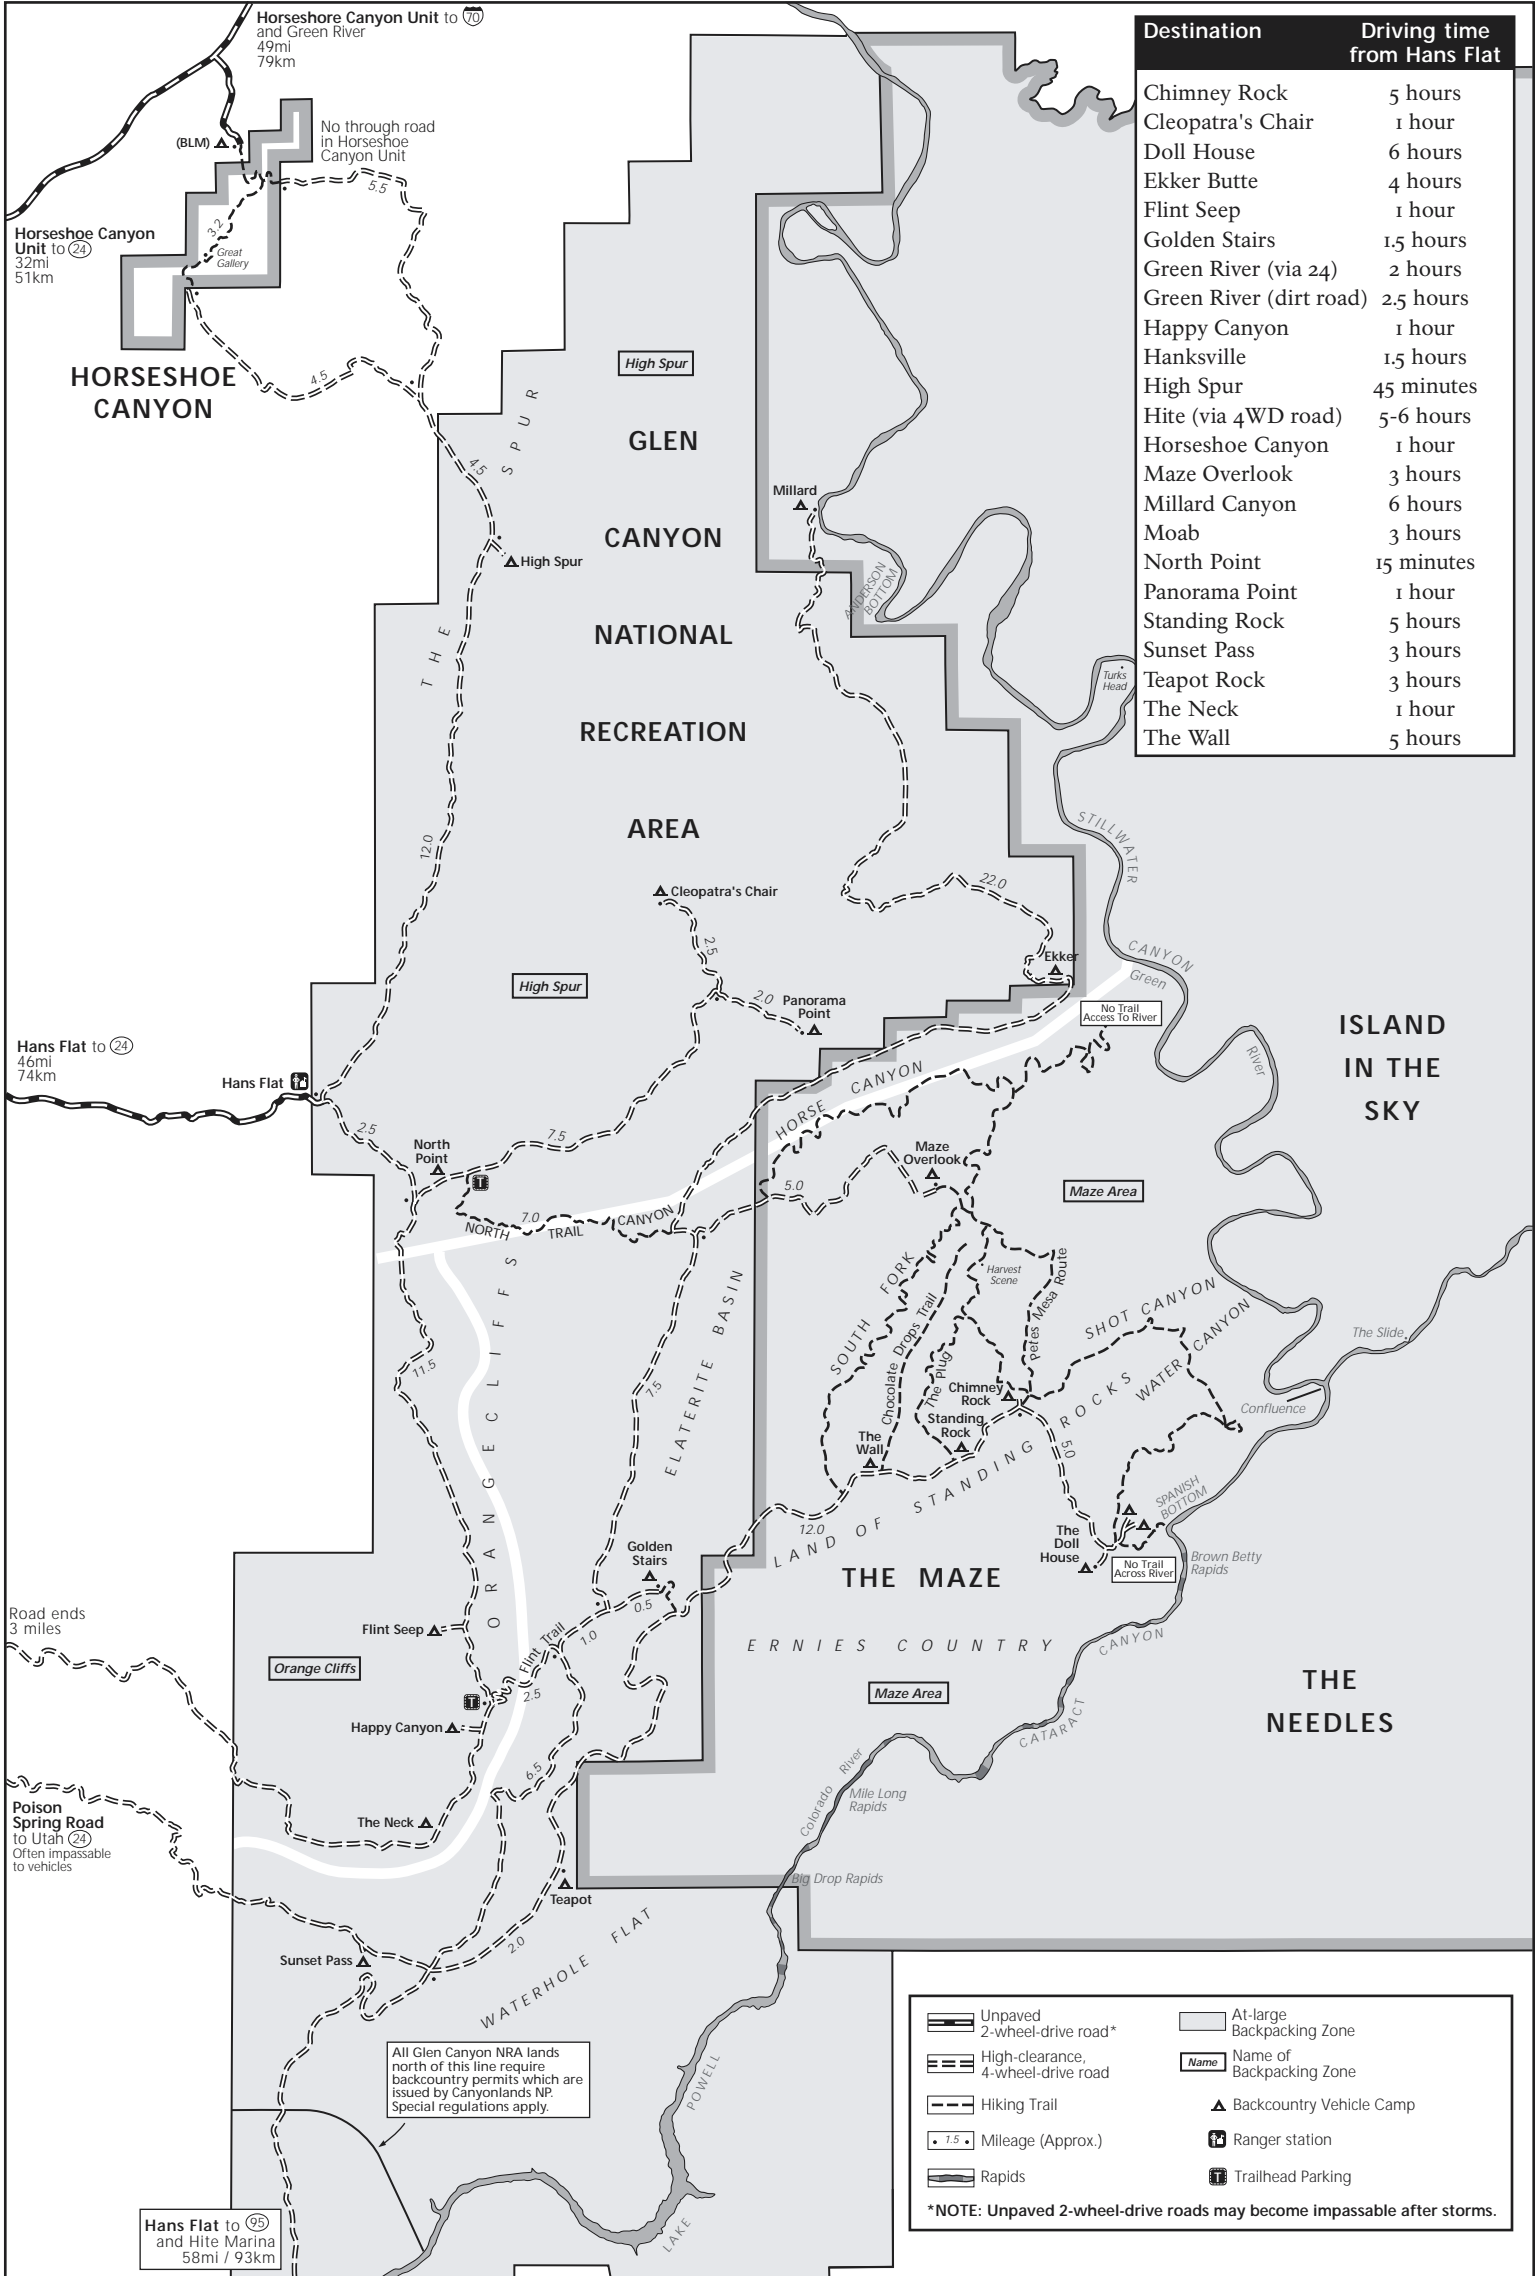 Horseshore Canyon Unit to 70
and Green River
49mi
79km
(BLM)
No through road
in Horseshoe
Canyon Unit
5.5
3.2
Great
Gallery
Horseshoe Canyon
Unit to 24
32mi
51km
HORSESHOE
CANYON
4.5
4.5
THE SPUR
High Spur
High Spur
GLEN
CANYON
NATIONAL
RECREATION
AREA
Millard
ANDERSON
BOTTOM
Turks
Head
Destination Driving time
from Hans Flat
Chimney Rock 5 hours
Cleopatra's Chair 1 hour
Doll House 6 hours
Ekker Butte 4 hours
Flint Seep 1 hour
Golden Stairs 1.5 hours
Green River (via 24) 2 hours
Green River (dirt road) 2.5 hours
Happy Canyon 1 hour
Hanksville 1.5 hours
High Spur 45 minutes
Hite (via 4WD road) 5-6 hours
Horseshoe Canyon 1 hour
Maze Overlook 3 hours
Millard Canyon 6 hours
Moab 3 hours
North Point 15 minutes
Panorama Point 1 hour
Standing Rock 5 hours
Sunset Pass 3 hours
Teapot Rock 3 hours
The Neck 1 hour
The Wall 5 hours
12.0
STILLWATER
CANYON
Green
River
22.0
Cleopatra's Chair
2.5
2.0
Panorama
Point
Ekker
High Spur
No Trail
Access To River
ISLAND
IN THE
SKY
Hans Flat to 24
46mi
74km
Hans Flat
2.5
North
Point
7.5
T
HORSE CANYON
Maze
Overlook
5.0
Maze Area
7.0
NORTH TRAIL CANYON
ORANGE CLIFFS
11.5
7.5
ELATERITE BASIN
SOUTH FORK
Chocolate Drops Trail
The Plug
Harvest
Scene
Petes Mesa Route
SHOT CANYON
WATER CANYON
The Slide
Confluence
Chimney
Rock
Standing
Rock
The
Wall
5.0
LAND OF STANDING ROCKS
12.0
SPANISH
BOTTOM
The
Doll
House
No Trail
Across River
Brown Betty
Rapids
THE MAZE
Golden
Stairs
0.5
1.0
Flint Trail
2.5
Road ends
3 miles
Flint Seep
Orange Cliffs
T
Happy Canyon
ERNIES COUNTRY
Maze Area
CATARACT CANYON
THE
NEEDLES
6.5
Poison
Spring Road
to Utah 24
Often impassable
to vehicles
The Neck
Colorado River
Mile Long
Rapids
Big Drop Rapids
Teapot
2.0
Sunset Pass
WATERHOLE FLAT
All Glen Canyon NRA lands
north of this line require
backcountry permits which are
issued by Canyonlands NP.
Special regulations apply.
LAKE POWELL
Hans Flat to 95
and Hite Marina
58mi / 93km
Unpaved
2-wheel-drive road*
High-clearance,
4-wheel-drive road
Hiking Trail
1.5 Mileage (Approx.)
Rapids
At-large
Backpacking Zone
Name Name of
Backpacking Zone
Backcountry Vehicle Camp
Ranger station
T Trailhead Parking
*NOTE: Unpaved 2-wheel-drive roads may become impassable after storms.